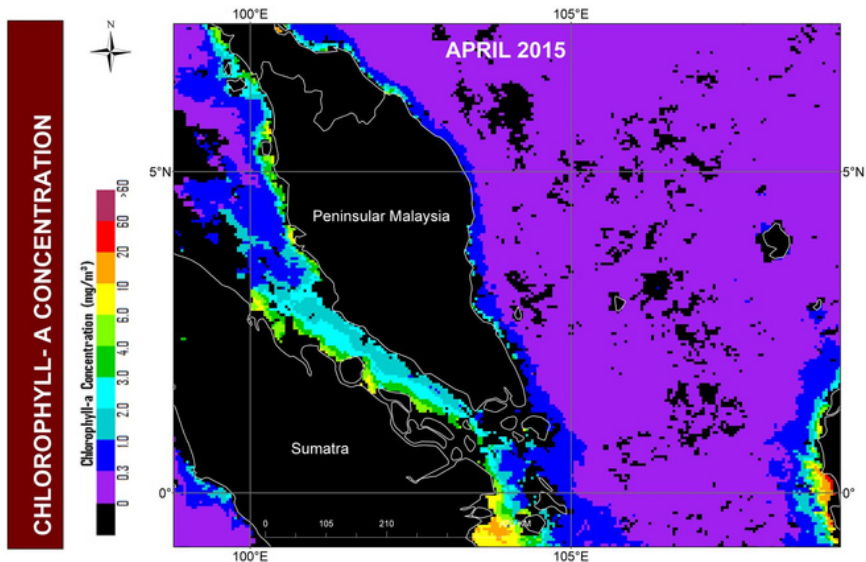 CHLOROPHYLL- A CONCENTRATION
N
Chlorophyll-a Concentration (mg/m³)
>60
60
20
10
6.0
4.0
3.0
2.0
1.0
0.3
0
100°E
105°E
APRIL 2015
5°N
5°N
Peninsular Malaysia
Sumatra
0°
0°
0 105 210
100°E
105°E